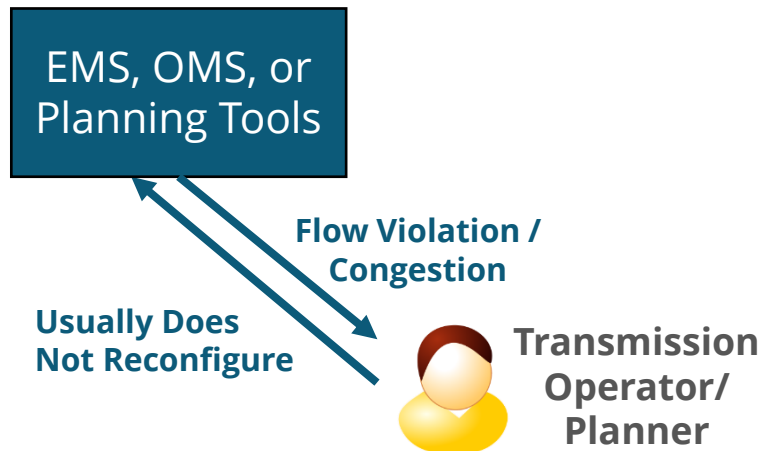 EMS, OMS, or
Planning Tools
Flow Violation /
Congestion
Usually Does
Not Reconfigure
Transmission
Operator/
Planner